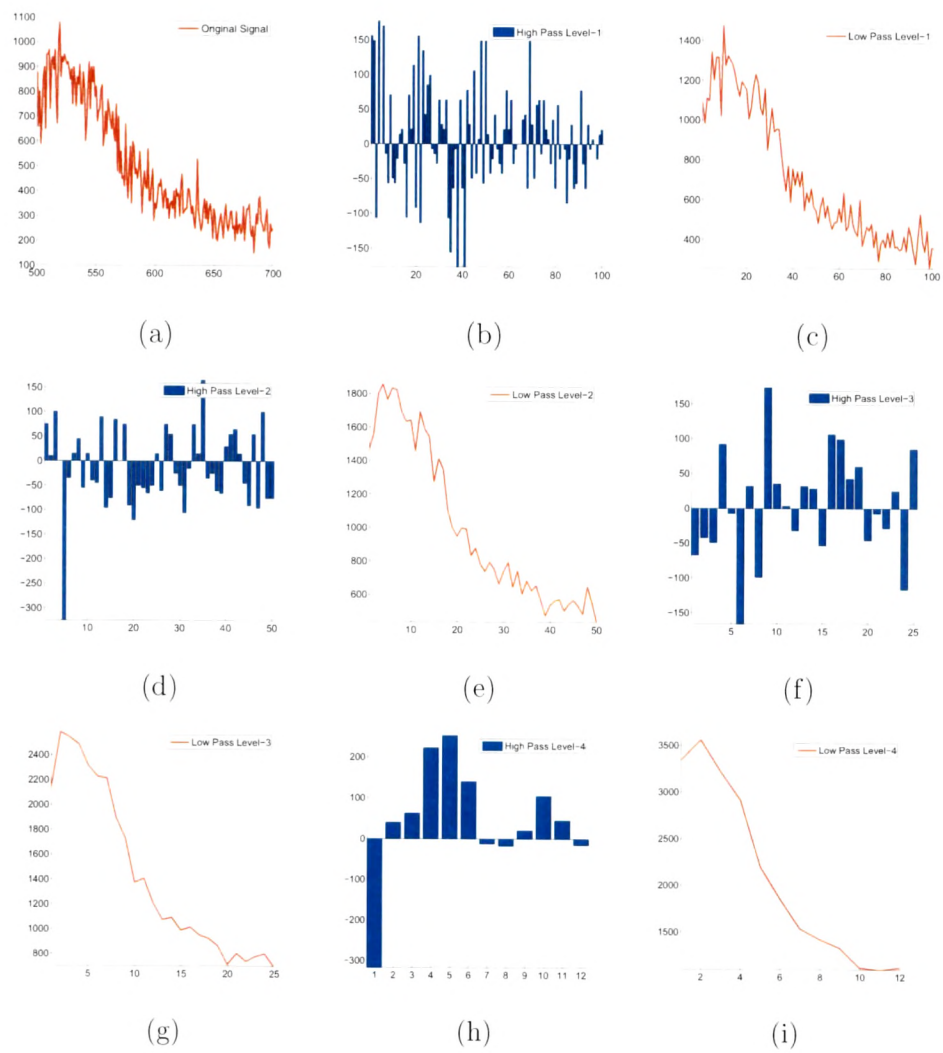 1100
1000
900
800
700
600
500
400
300
200
100
500 550 600 650 700
Onginal Signal
(a)
150
100
50
0
−50
−100
−150
20 40 60 80 100
High Pass Level-1
(b)
1400
1200
1000
800
600
400
20 40 60 80 100
Low Pass Level-1
(c)
150
100
50
0
−50
−100
−150
−200
−250
−300
10 20 30 40 50
High Pass Level-2
(d)
1800
1600
1400
1200
1000
800
600
10 20 30 40 50
Low Pass Level-2
(e)
150
100
50
0
−50
−100
−150
5 10 15 20 25
High Pass Level-3
(f)
2400
2200
2000
1800
1600
1400
1200
1000
800
5 10 15 20 25
Low Pass Level-3
(g)
200
100
0
−100
−200
−300
1 2 3 4 5 6 7 8 9 10 11 12
High Pass Level-4
(h)
3500
3000
2500
2000
1500
2 4 6 8 10 12
Low Pass Level-4
(i)